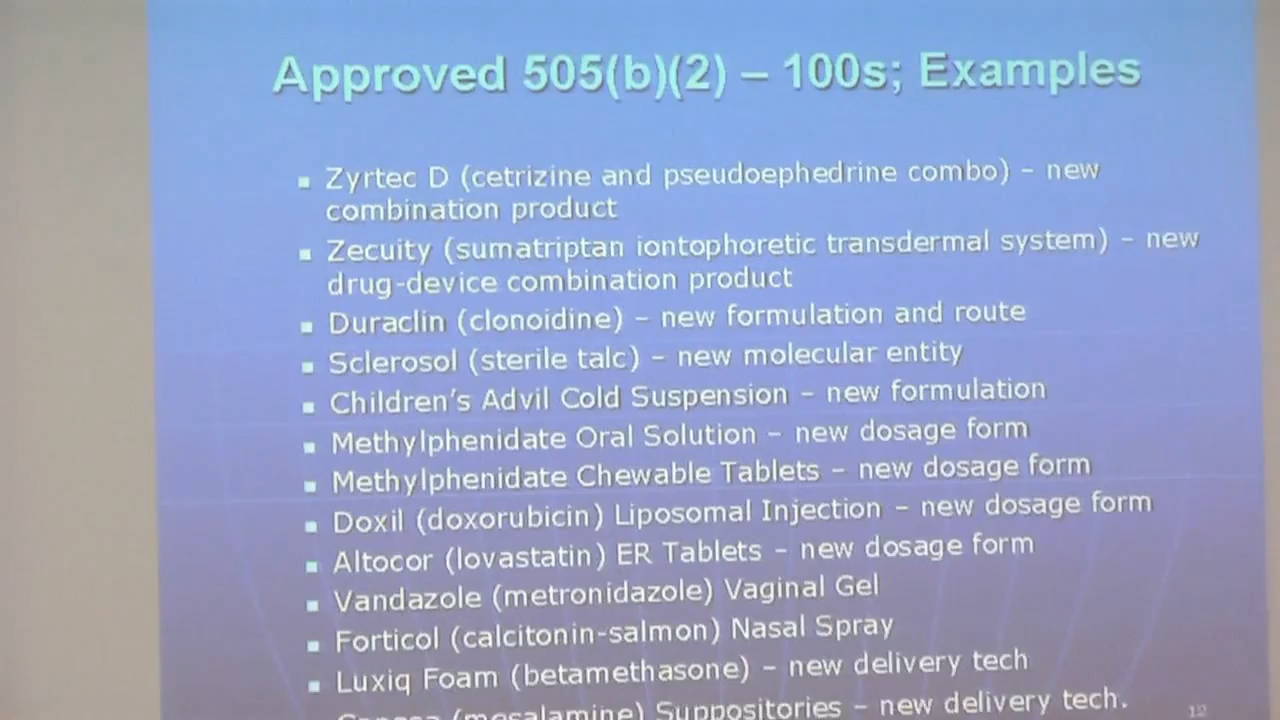 Approved 505(b)(2) – 100s; Examples
▪ Zyrtec D (cetrizine and pseudoephedrine combo) – new
combination product
▪ Zecuity (sumatriptan iontophoretic transdermal system) – new
drug-device combination product
▪ Duraclin (clonoidine) – new formulation and route
▪ Sclerosol (sterile talc) – new molecular entity
▪ Children's Advil Cold Suspension – new formulation
▪ Methylphenidate Oral Solution – new dosage form
▪ Methylphenidate Chewable Tablets – new dosage form
▪ Doxil (doxorubicin) Liposomal Injection – new dosage form
▪ Altocor (lovastatin) ER Tablets – new dosage form
▪ Vandazole (metronidazole) Vaginal Gel
▪ Forticol (calcitonin-salmon) Nasal Spray
▪ Luxiq Foam (betamethasone) – new delivery tech
(mesalamine) Suppositories – new delivery tech.